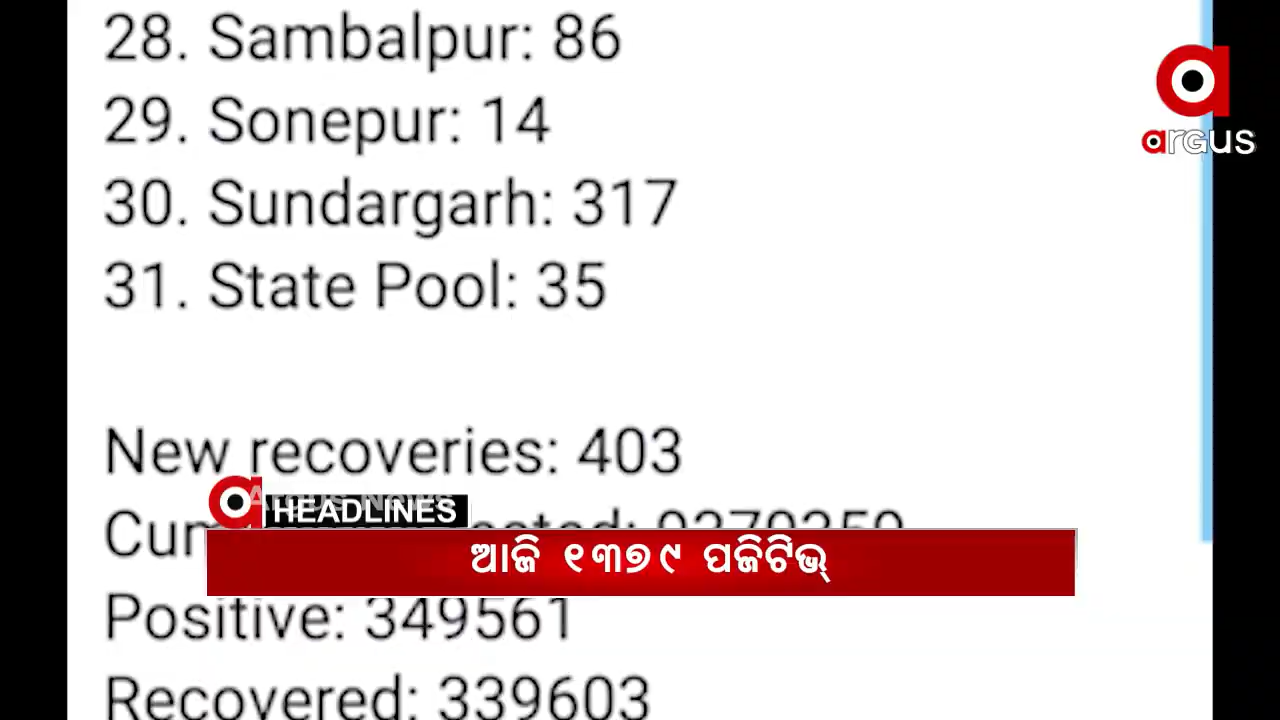 28. Sambalpur: 86
29. Sonepur: 14
30. Sundargarh: 317
31. State Pool: 35
argus
New recoveries: 403
HEADLINES
ଆଜି ୧୩୭୯ ପଜିଟିଭ୍
Positive: 349561
Recovered: 339603